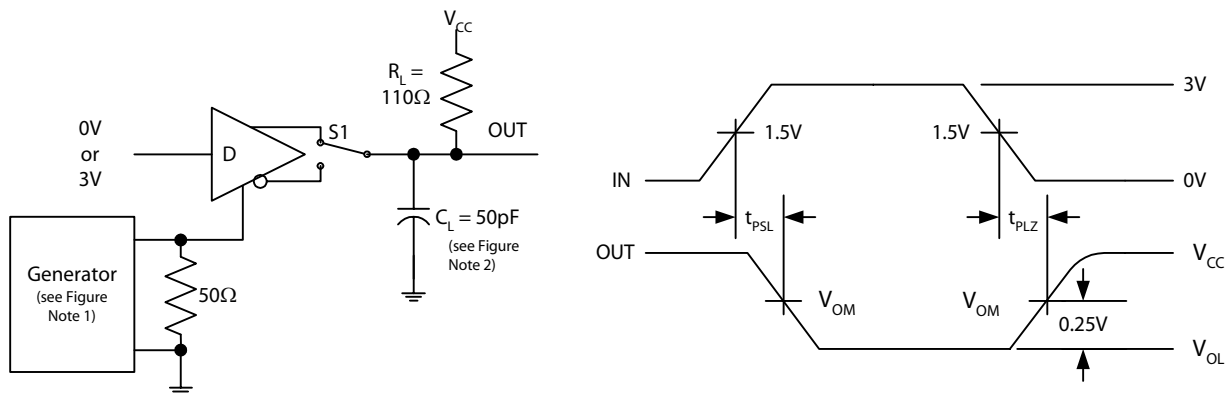 V_CC
R_L =
110Ω
OUT
S1
0V
or
3V
D
C_L = 50pF
(see Figure
Note 2)
Generator
(see Figure
Note 1)
50Ω
3V
1.5V
1.5V
IN
0V
t_PSL
t_PLZ
OUT
V_CC
V_OM
V_OM
0.25V
V_OL